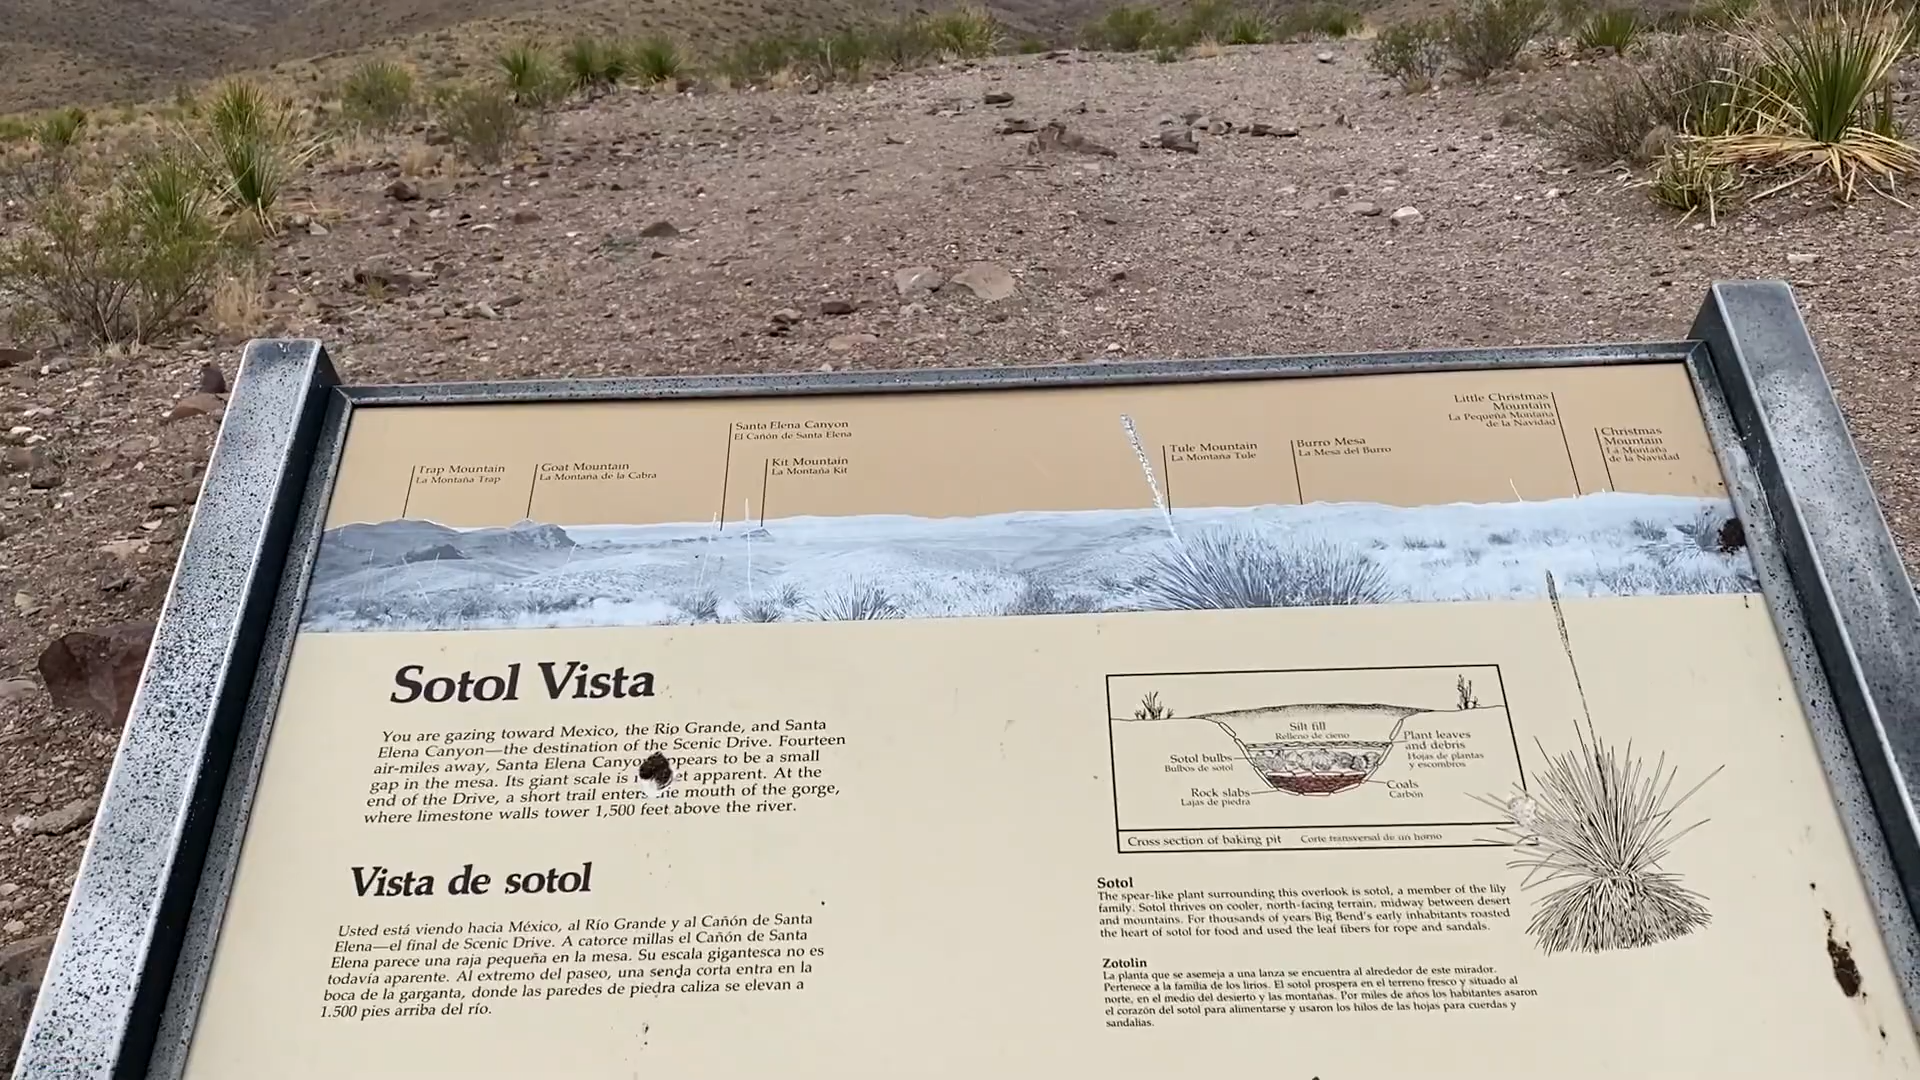 Trap Mountain
La Montaña Trap
Goat Mountain
La Montaña de la Cabra
Santa Elena Canyon
El Cañón de Santa Elena
Kit Mountain
La Montaña Kit
Tule Mountain
La Montaña Tule
Burro Mesa
La Mesa del Burro
Little Christmas
Mountain
La Pequeña Montaña
de la Navidad
Christmas
Mountain
La Montaña
de la Navidad
Sotol Vista
You are gazing toward Mexico, the Rio Grande, and Santa
Elena Canyon—the destination of the Scenic Drive. Fourteen
air-miles away, Santa Elena Canyon appears to be a small
gap in the mesa. Its giant scale is apparent. At the
end of the Drive, a short trail enters the mouth of the gorge,
where limestone walls tower 1,500 feet above the river.
Vista de sotol
Usted está viendo hacia México, al Río Grande y al Cañón de Santa
Elena—el final de Scenic Drive. A catorce millas el Cañón de Santa
Elena parece una raja pequeña en la mesa. Su escala gigantesca no es
todavía aparente. Al extremo del paseo, una senda corta entra en la
boca de la garganta, donde las paredes de piedra caliza se elevan a
1.500 pies arriba del río.
Silt fill
Relleno de cieno
Plant leaves
and debris
Hojas de plantas
y escombros
Sotol bulbs
Bulbos de sotol
Coals
Carbón
Rock slabs
Lajas de piedra
Cross section of baking pit Corte transversal de un horno
Sotol
The spear-like plant surrounding this overlook is sotol, a member of the lily
family. Sotol thrives on cooler, north-facing terrain, midway between desert
and mountains. For thousands of years Big Bend's early inhabitants roasted
the heart of sotol for food and used the leaf fibers for rope and sandals.
Zotolin
La planta que se asemeja a una lanza se encuentra al alrededor de este mirador.
Pertenece a la familia de los lirios. El sotol prospera en el terreno fresco y situado al
norte, en el medio del desierto y las montañas. Por miles de años los habitantes asaron
el corazón del sotol para alimentarse y usaron los hilos de las hojas para cuerdas y
sandalias.